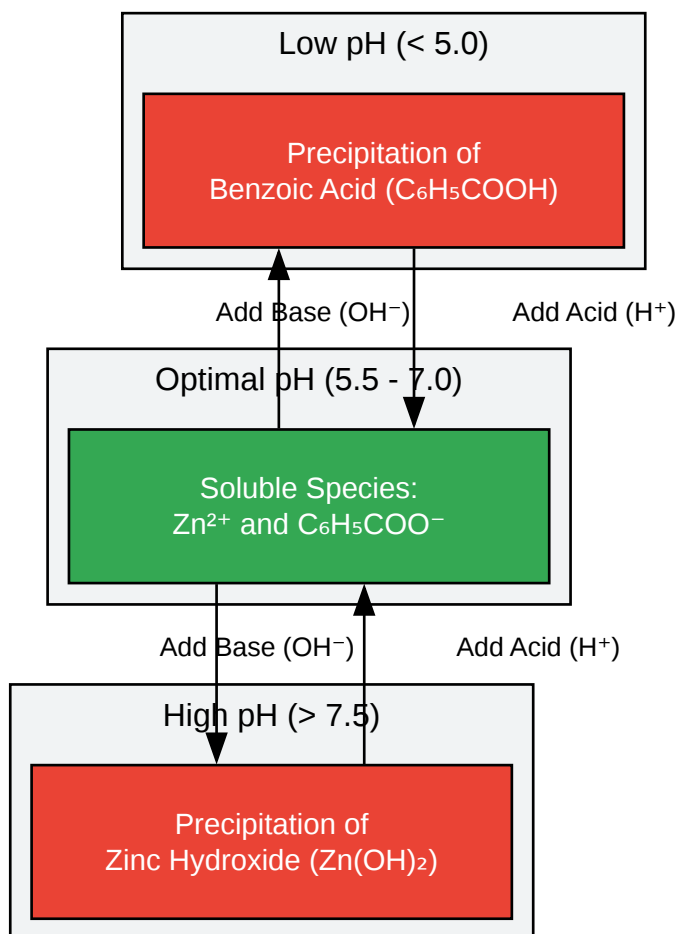 Low pH (< 5.0)
Precipitation of
Benzoic Acid (C₆H₅COOH)
Add Base (OH⁻)
Add Acid (H⁺)
Optimal pH (5.5 - 7.0)
Soluble Species:
Zn²⁺ and C₆H₅COO⁻
Add Base (OH⁻)
Add Acid (H⁺)
High pH (> 7.5)
Precipitation of
Zinc Hydroxide (Zn(OH)₂)